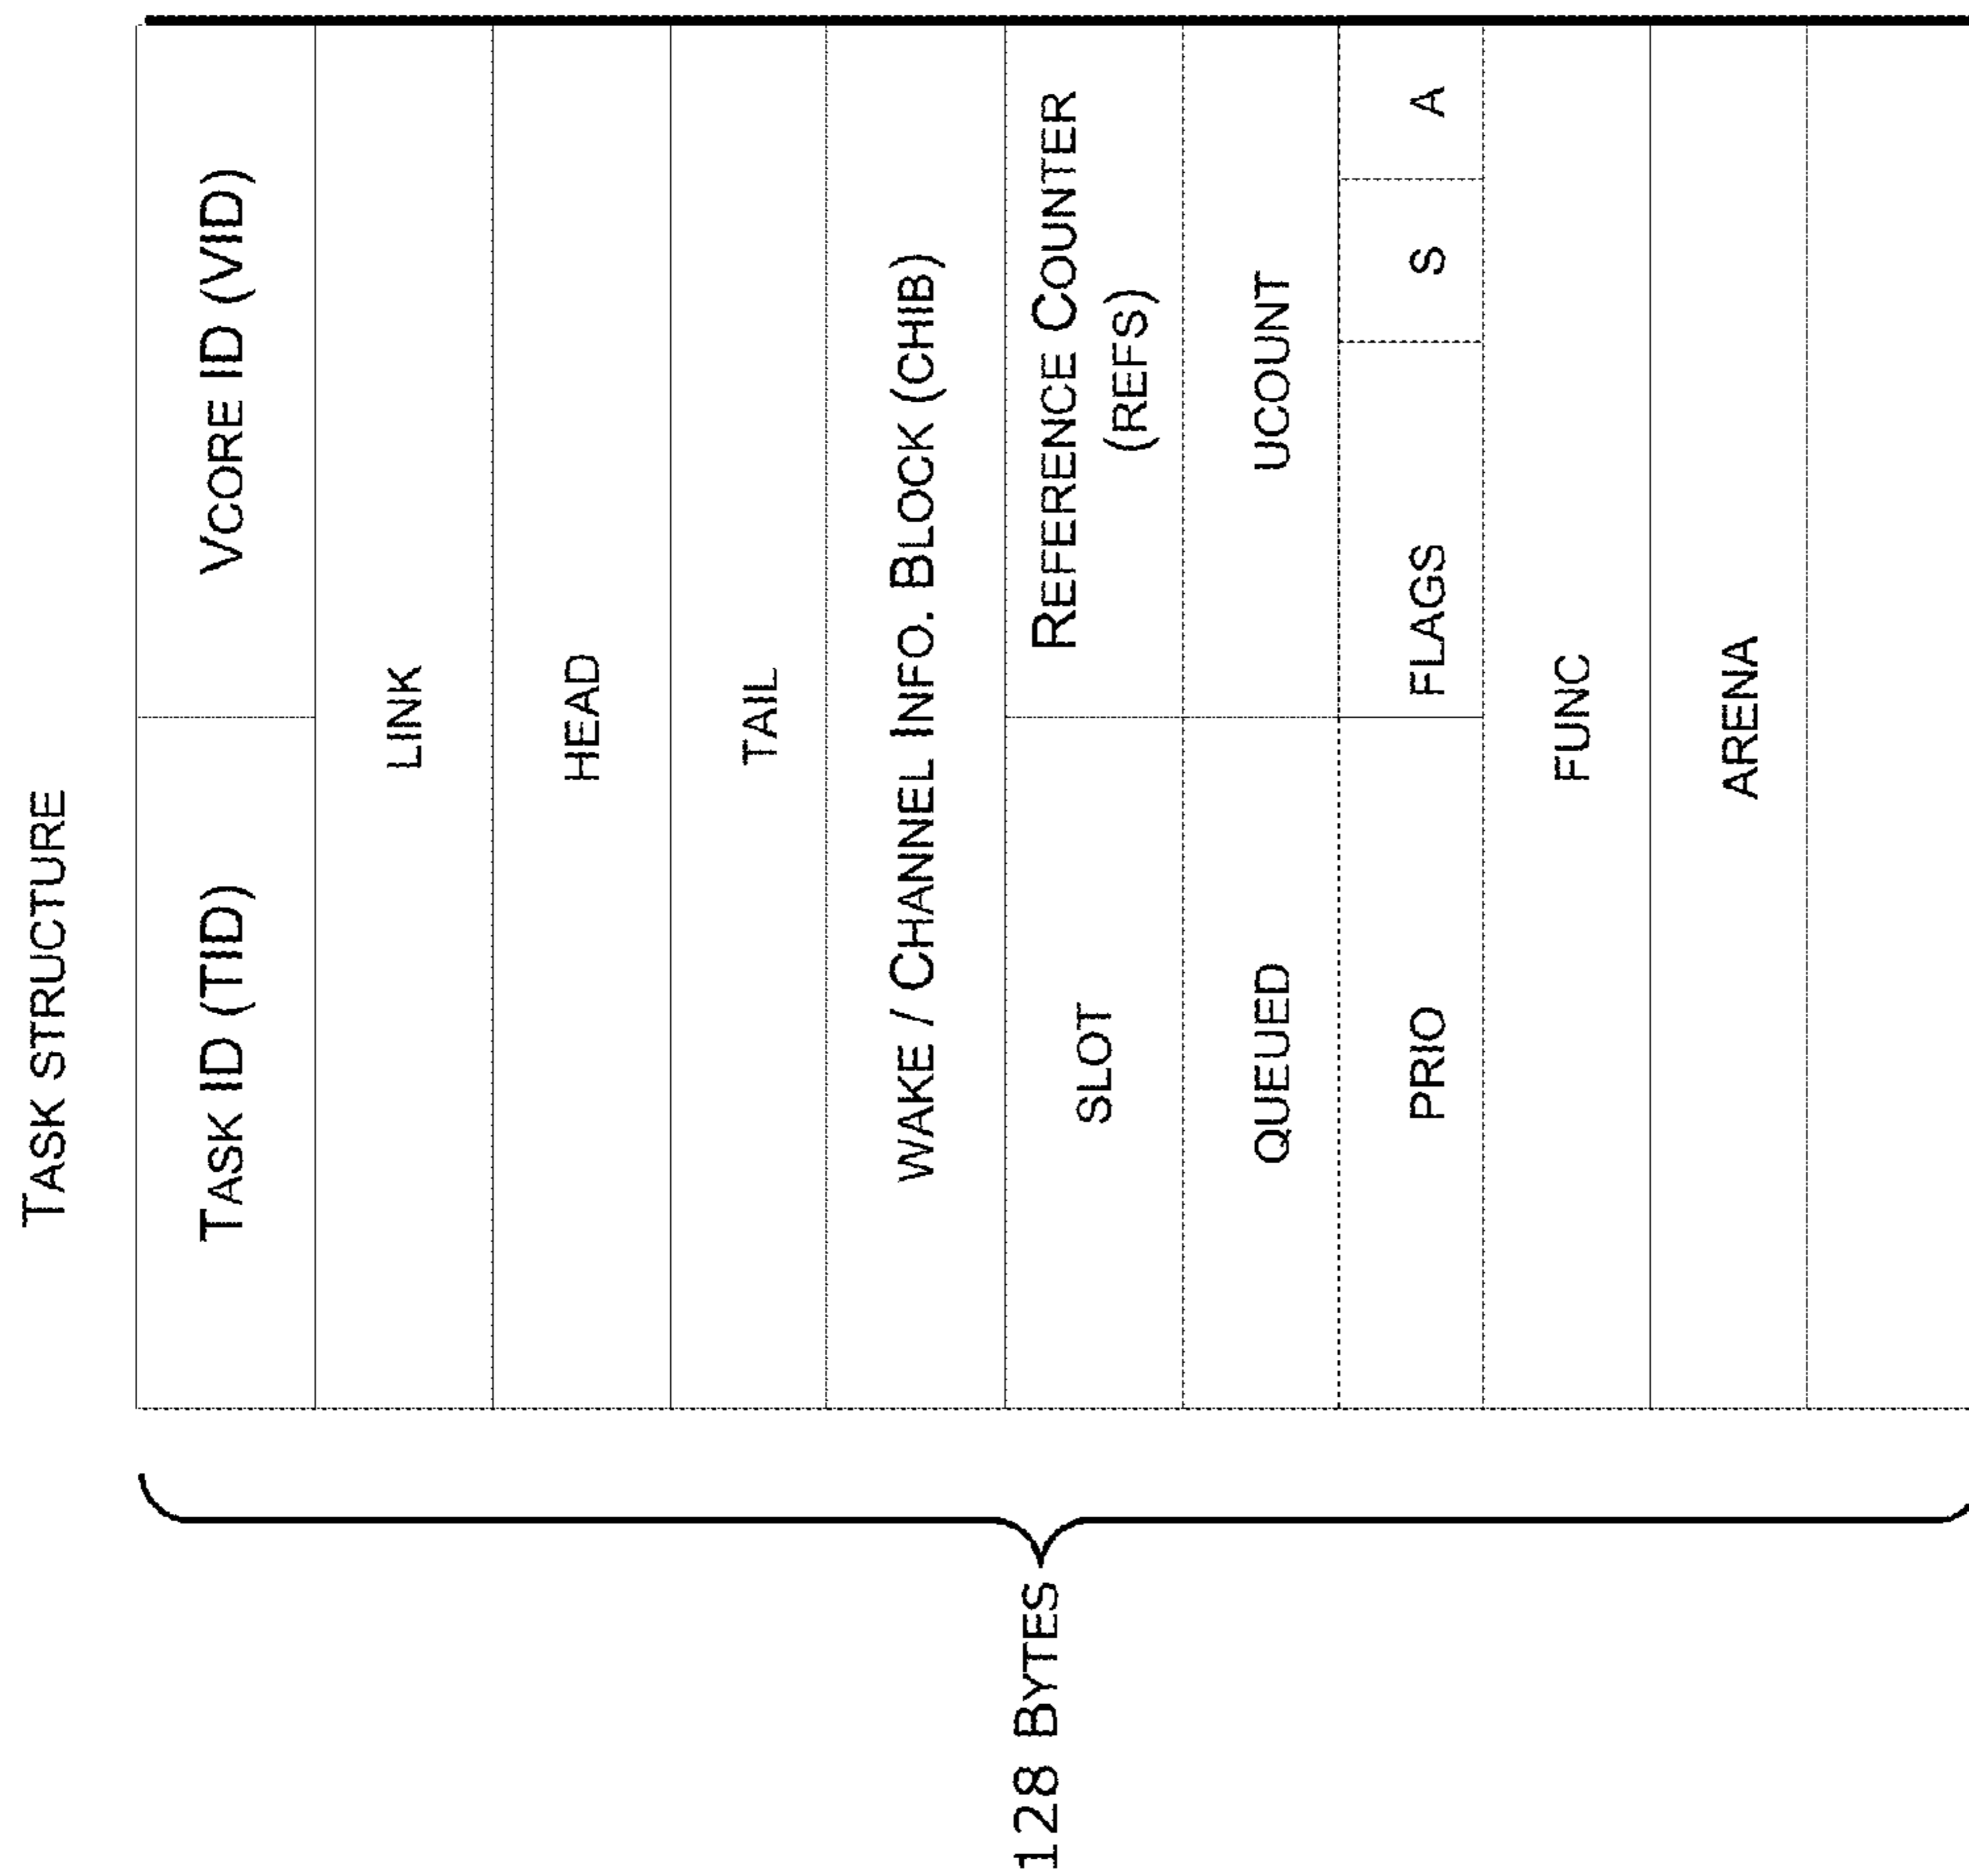 TASK STRUCTURE
TASK ID (TID)
VCORE ID (VID)
LINK
HEAD
TAIL
WAKE / CHANNEL INFO. BLOCK (CHIB)
SLOT
REFERENCE COUNTER
(REFS)
QUEUED
UCOUNT
PRIO
FLAGS
S
A
FUNC
ARENA
128 BYTES